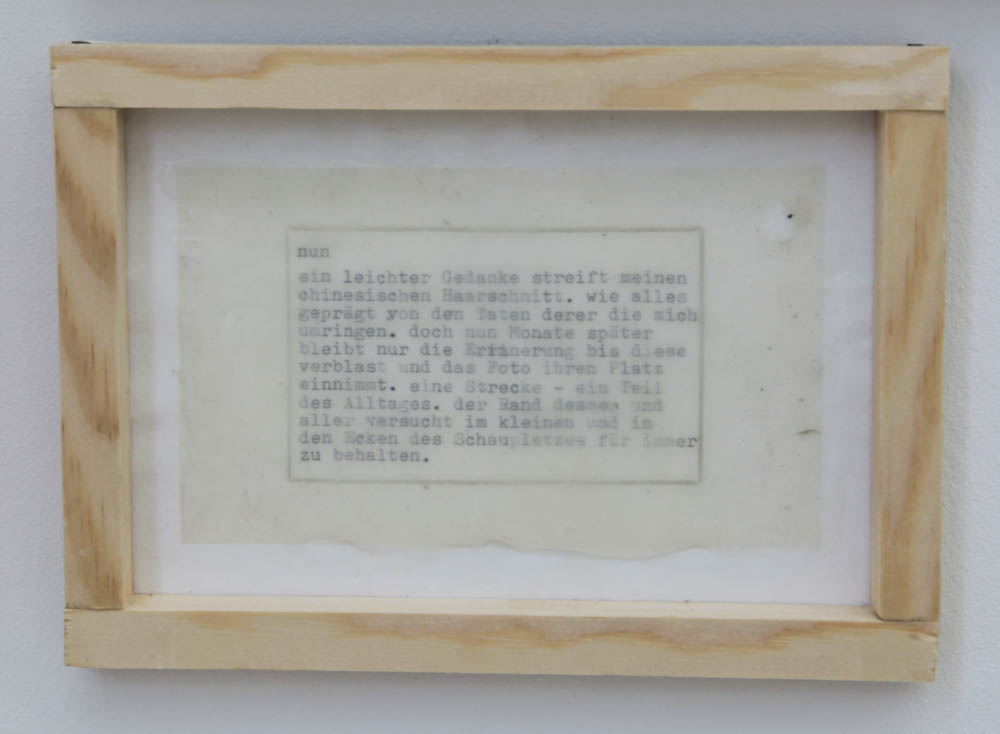 nun
ein leichter Gedanke streift meinen
chinesischen Haarschnitt. wie alles
geprägt von den Taten derer die mich
umringen. doch nun Monate später
bleibt nur die Erinnerung bis diese
verblast und das Foto ihren Platz
einnimmt. eine Strecke - ein Teil
des Alltages. der Rand dessen und
aller versucht im kleinen und in
den Ecken des Schauplatzes für immer
zu behalten.